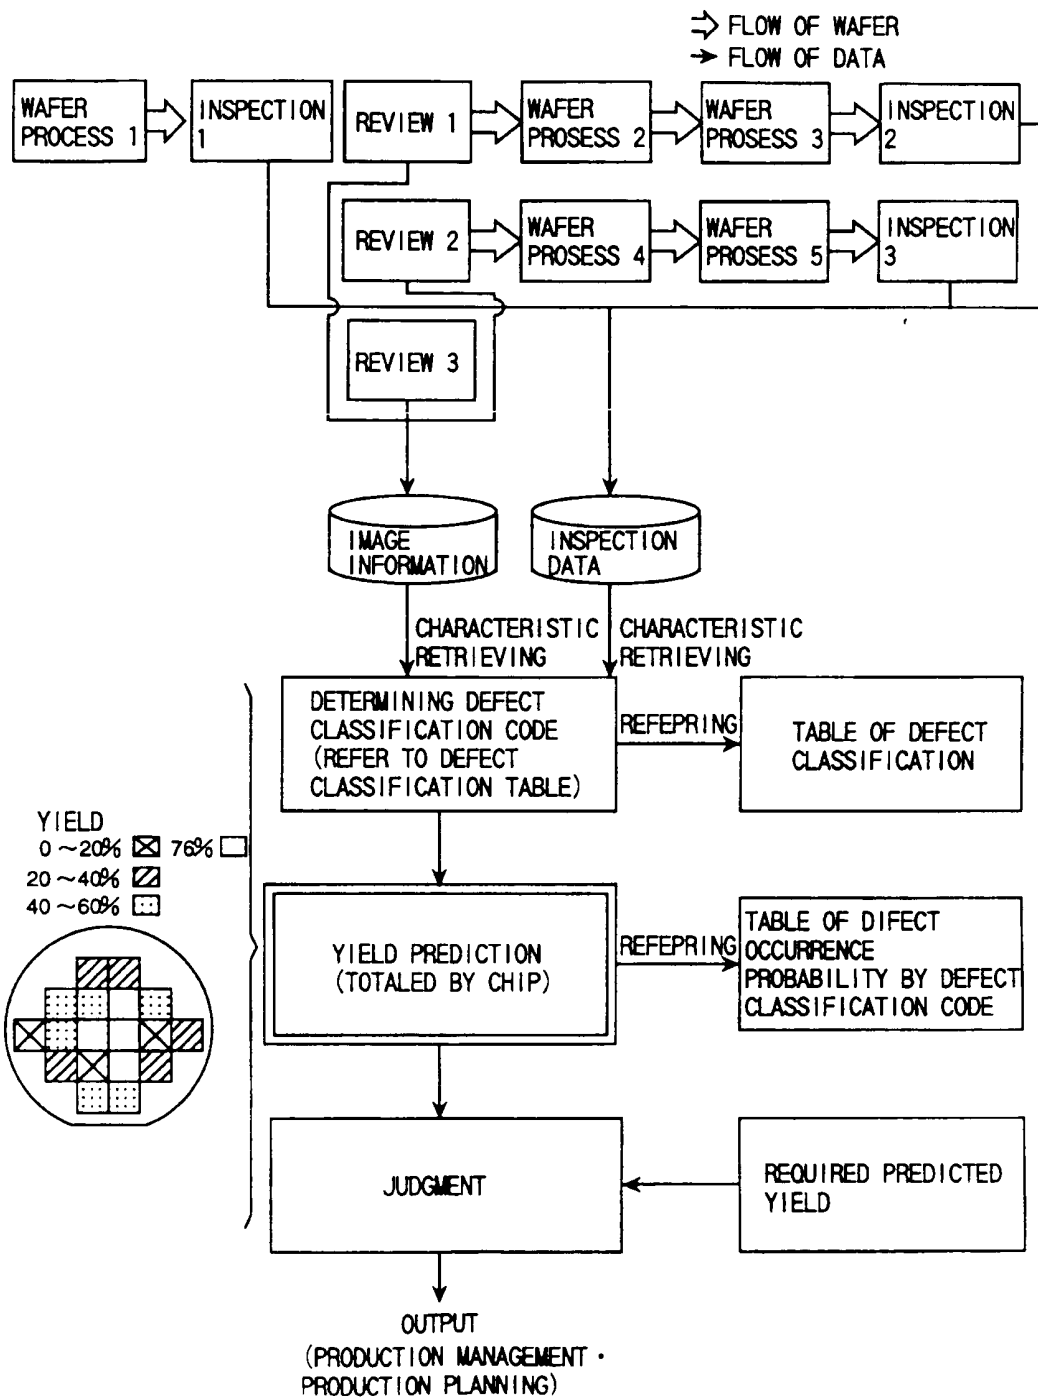 FLOW OF WAFER
FLOW OF DATA
WAFER
PROCESS 1
INSPECTION
1
REVIEW 1
WAFER
PROSESS 2
WAFER
PROSESS 3
INSPECTION
2
REVIEW 2
WAFER
PROSESS 4
WAFER
PROSESS 5
INSPECTION
3
REVIEW 3
IMAGE
INFORMATION
INSPECTION
DATA
CHARACTERISTIC
RETRIEVING
CHARACTERISTIC
RETRIEVING
DETERMINING DEFECT
CLASSIFICATION CODE
(REFER TO DEFECT
CLASSIFICATION TABLE)
REFEPRING
TABLE OF DEFECT
CLASSIFICATION
YIELD
0~20% 76%
20~40%
40~60%
YIELD PREDICTION
(TOTALED BY CHIP)
REFEPRING
TABLE OF DIFECT
OCCURRENCE
PROBABILITY BY DEFECT
CLASSIFICATION CODE
JUDGMENT
REQUIRED PREDICTED
YIELD
OUTPUT
(PRODUCTION MANAGEMENT・
PRODUCTION PLANNING)